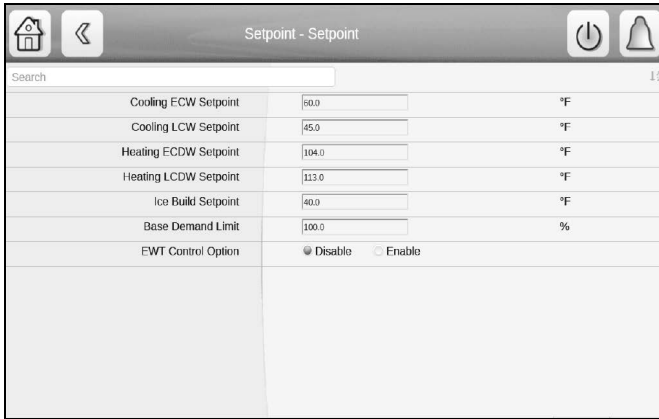 Setpoint - Setpoint
Search
Cooling ECW Setpoint 60.0 °F
Cooling LCW Setpoint 45.0 °F
Heating ECDW Setpoint 104.0 °F
Heating LCDW Setpoint 113.0 °F
Ice Build Setpoint 40.0 °F
Base Demand Limit 100.0 %
EWT Control Option Disable Enable